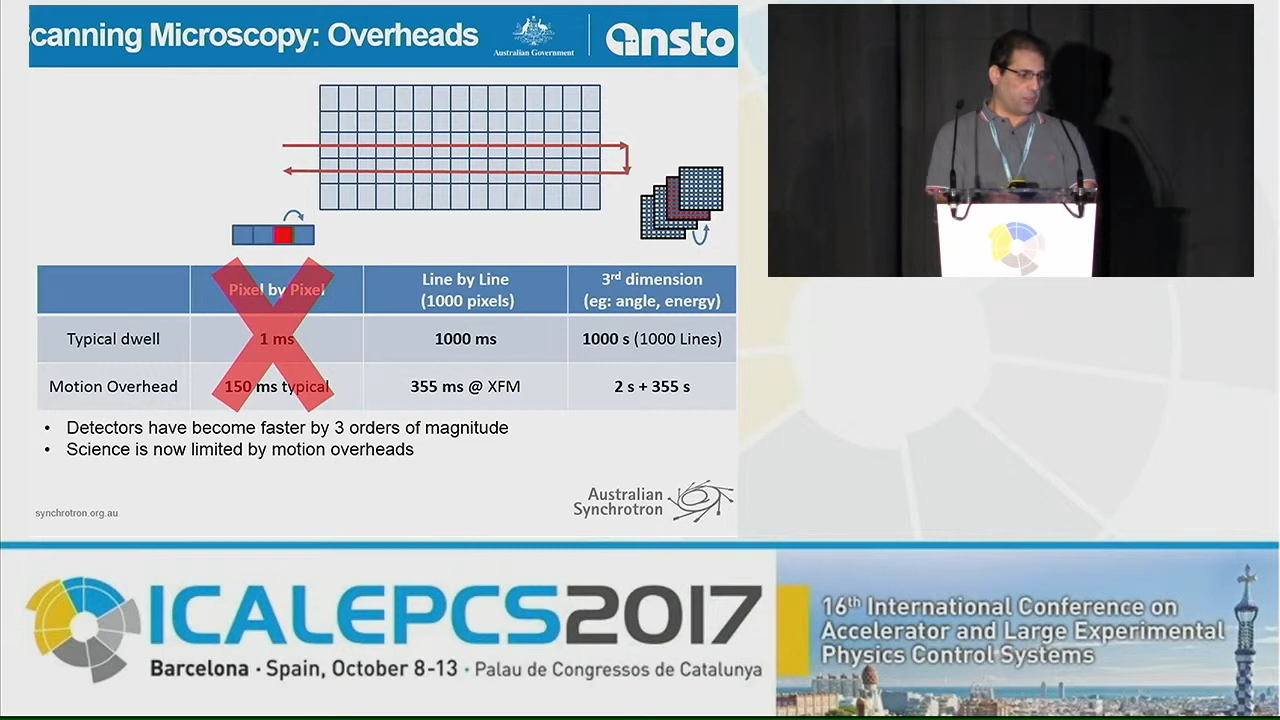 canning Microscopy: Overheads
Australian Government
ansto
Pixel by Pixel
Line by Line
(1000 pixels)
3rd dimension
(eg: angle, energy)
Typical dwell
1 ms
1000 ms
1000 s (1000 Lines)
Motion Overhead
150 ms typical
355 ms @ XFM
2 s + 355 s
• Detectors have become faster by 3 orders of magnitude
• Science is now limited by motion overheads
Australian
Synchrotron
synchrotron.org.au
ICALEPCS2017
Barcelona · Spain, October 8-13 · Palau de Congressos de Catalunya
16th International Conference on
Accelerator and Large Experimental
Physics Control Systems